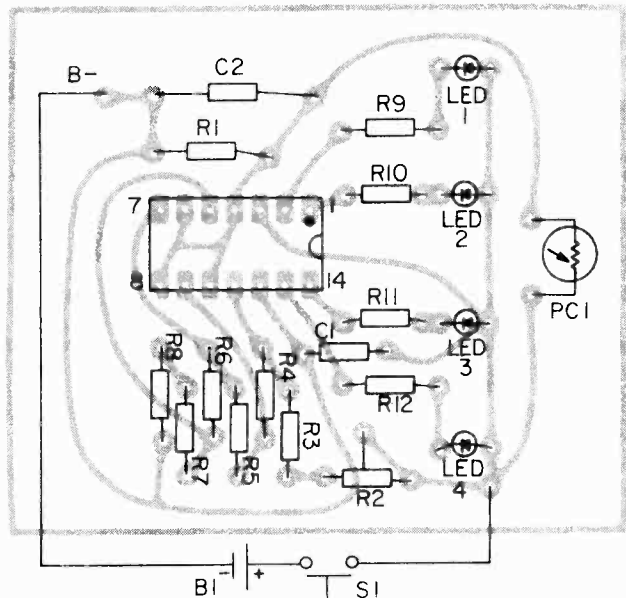 B-
C2
R1
R9
LED
1
R10
LED
2
7
1
8
14
PC1
R11
LED
3
C1
R12
R8
R6
R4
R7
R5
R3
R2
LED
4
B1
-
+
S1